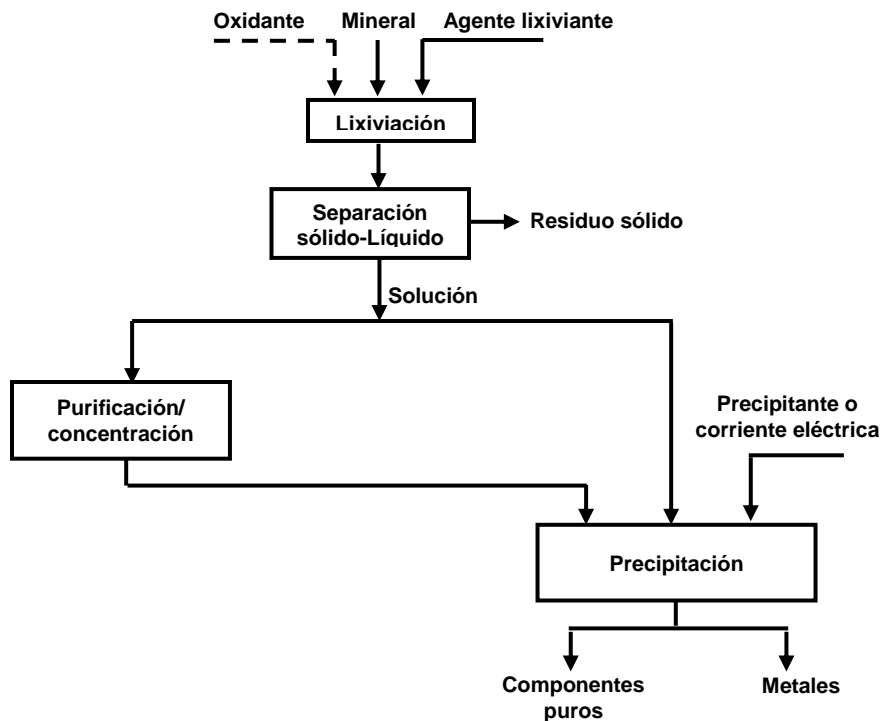 Oxidante
Mineral
Agente lixiviante
Lixiviación
Separación
sólido-Líquido
Residuo sólido
Solución
Purificación/
concentración
Precipitante o
corriente eléctrica
Precipitación
Componentes
puros
Metales